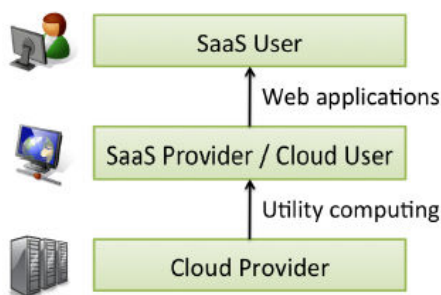 SaaS User
Web applications
SaaS Provider / Cloud User
Utility computing
Cloud Provider